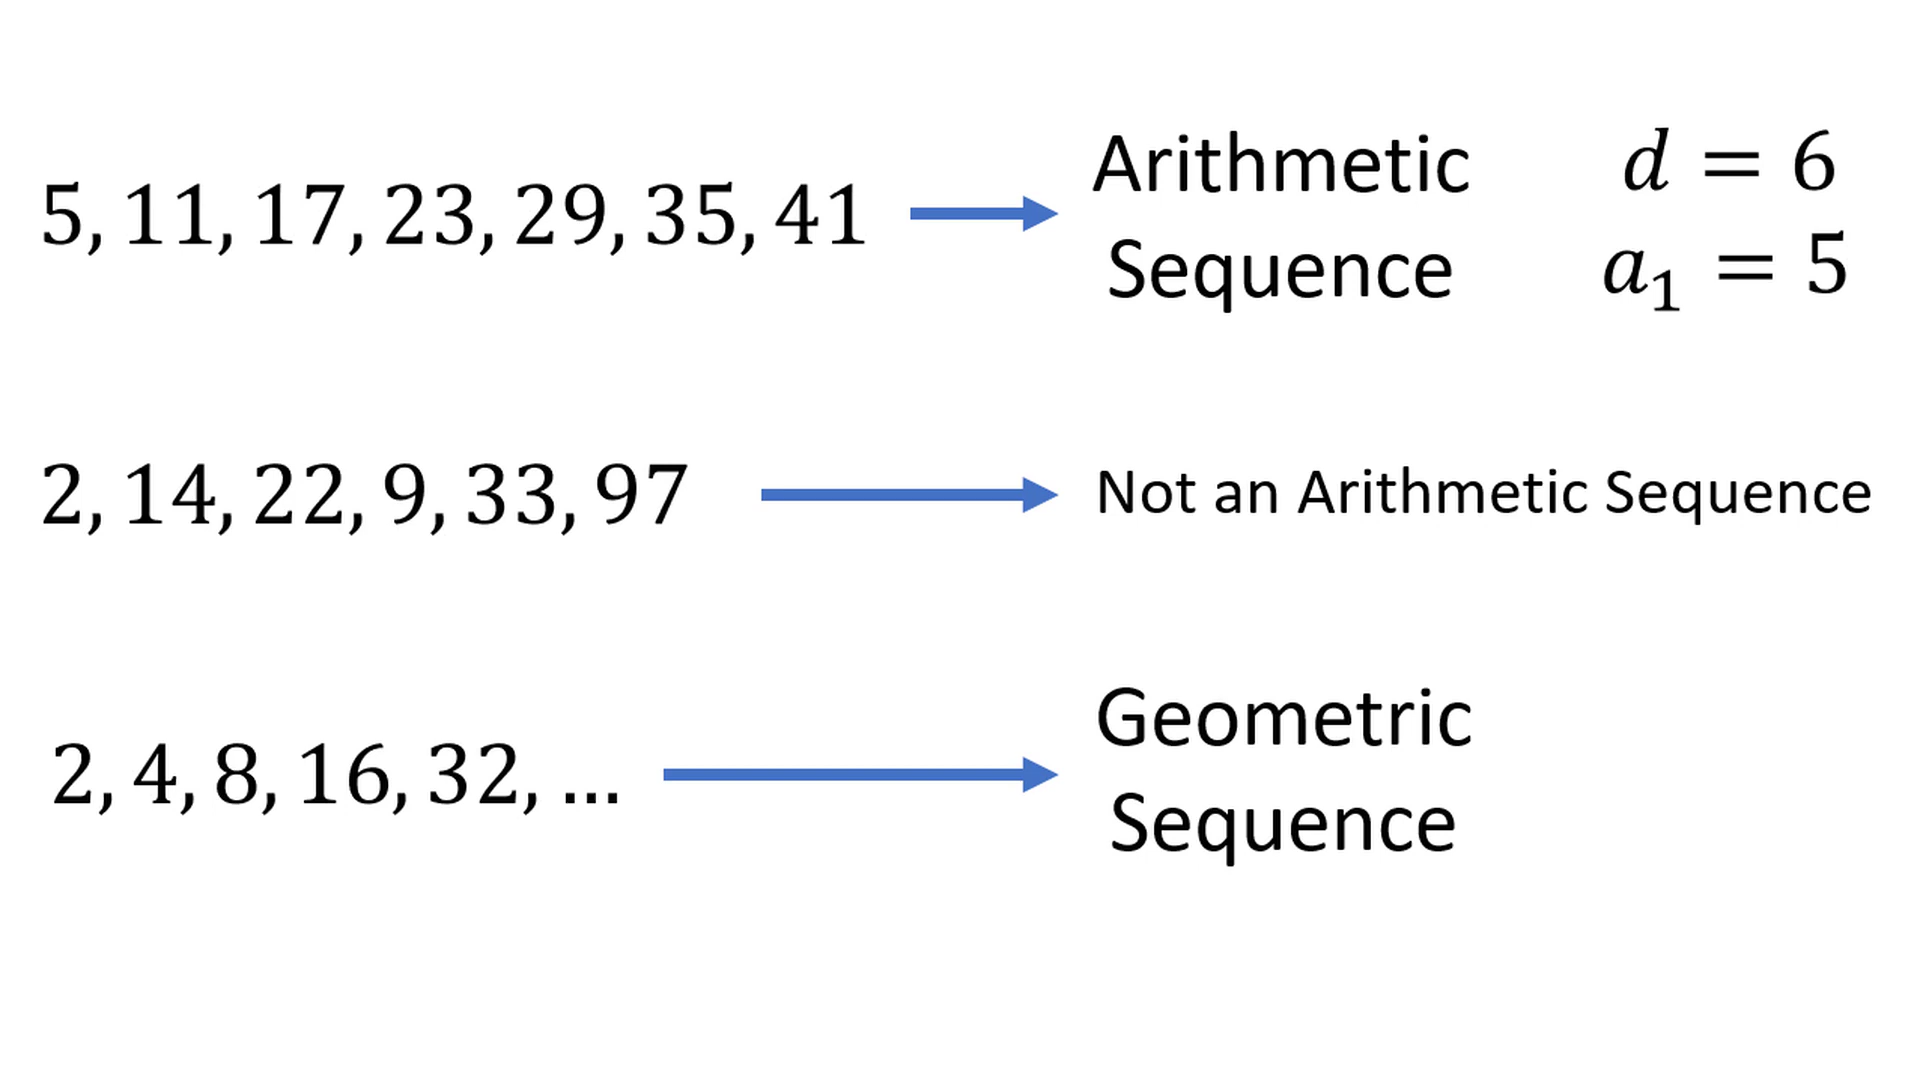 5, 11, 17, 23, 29, 35, 41
Arithmetic
Sequence
d = 6
a₁ = 5
2, 14, 22, 9, 33, 97
Not an Arithmetic Sequence
2, 4, 8, 16, 32, …
Geometric
Sequence